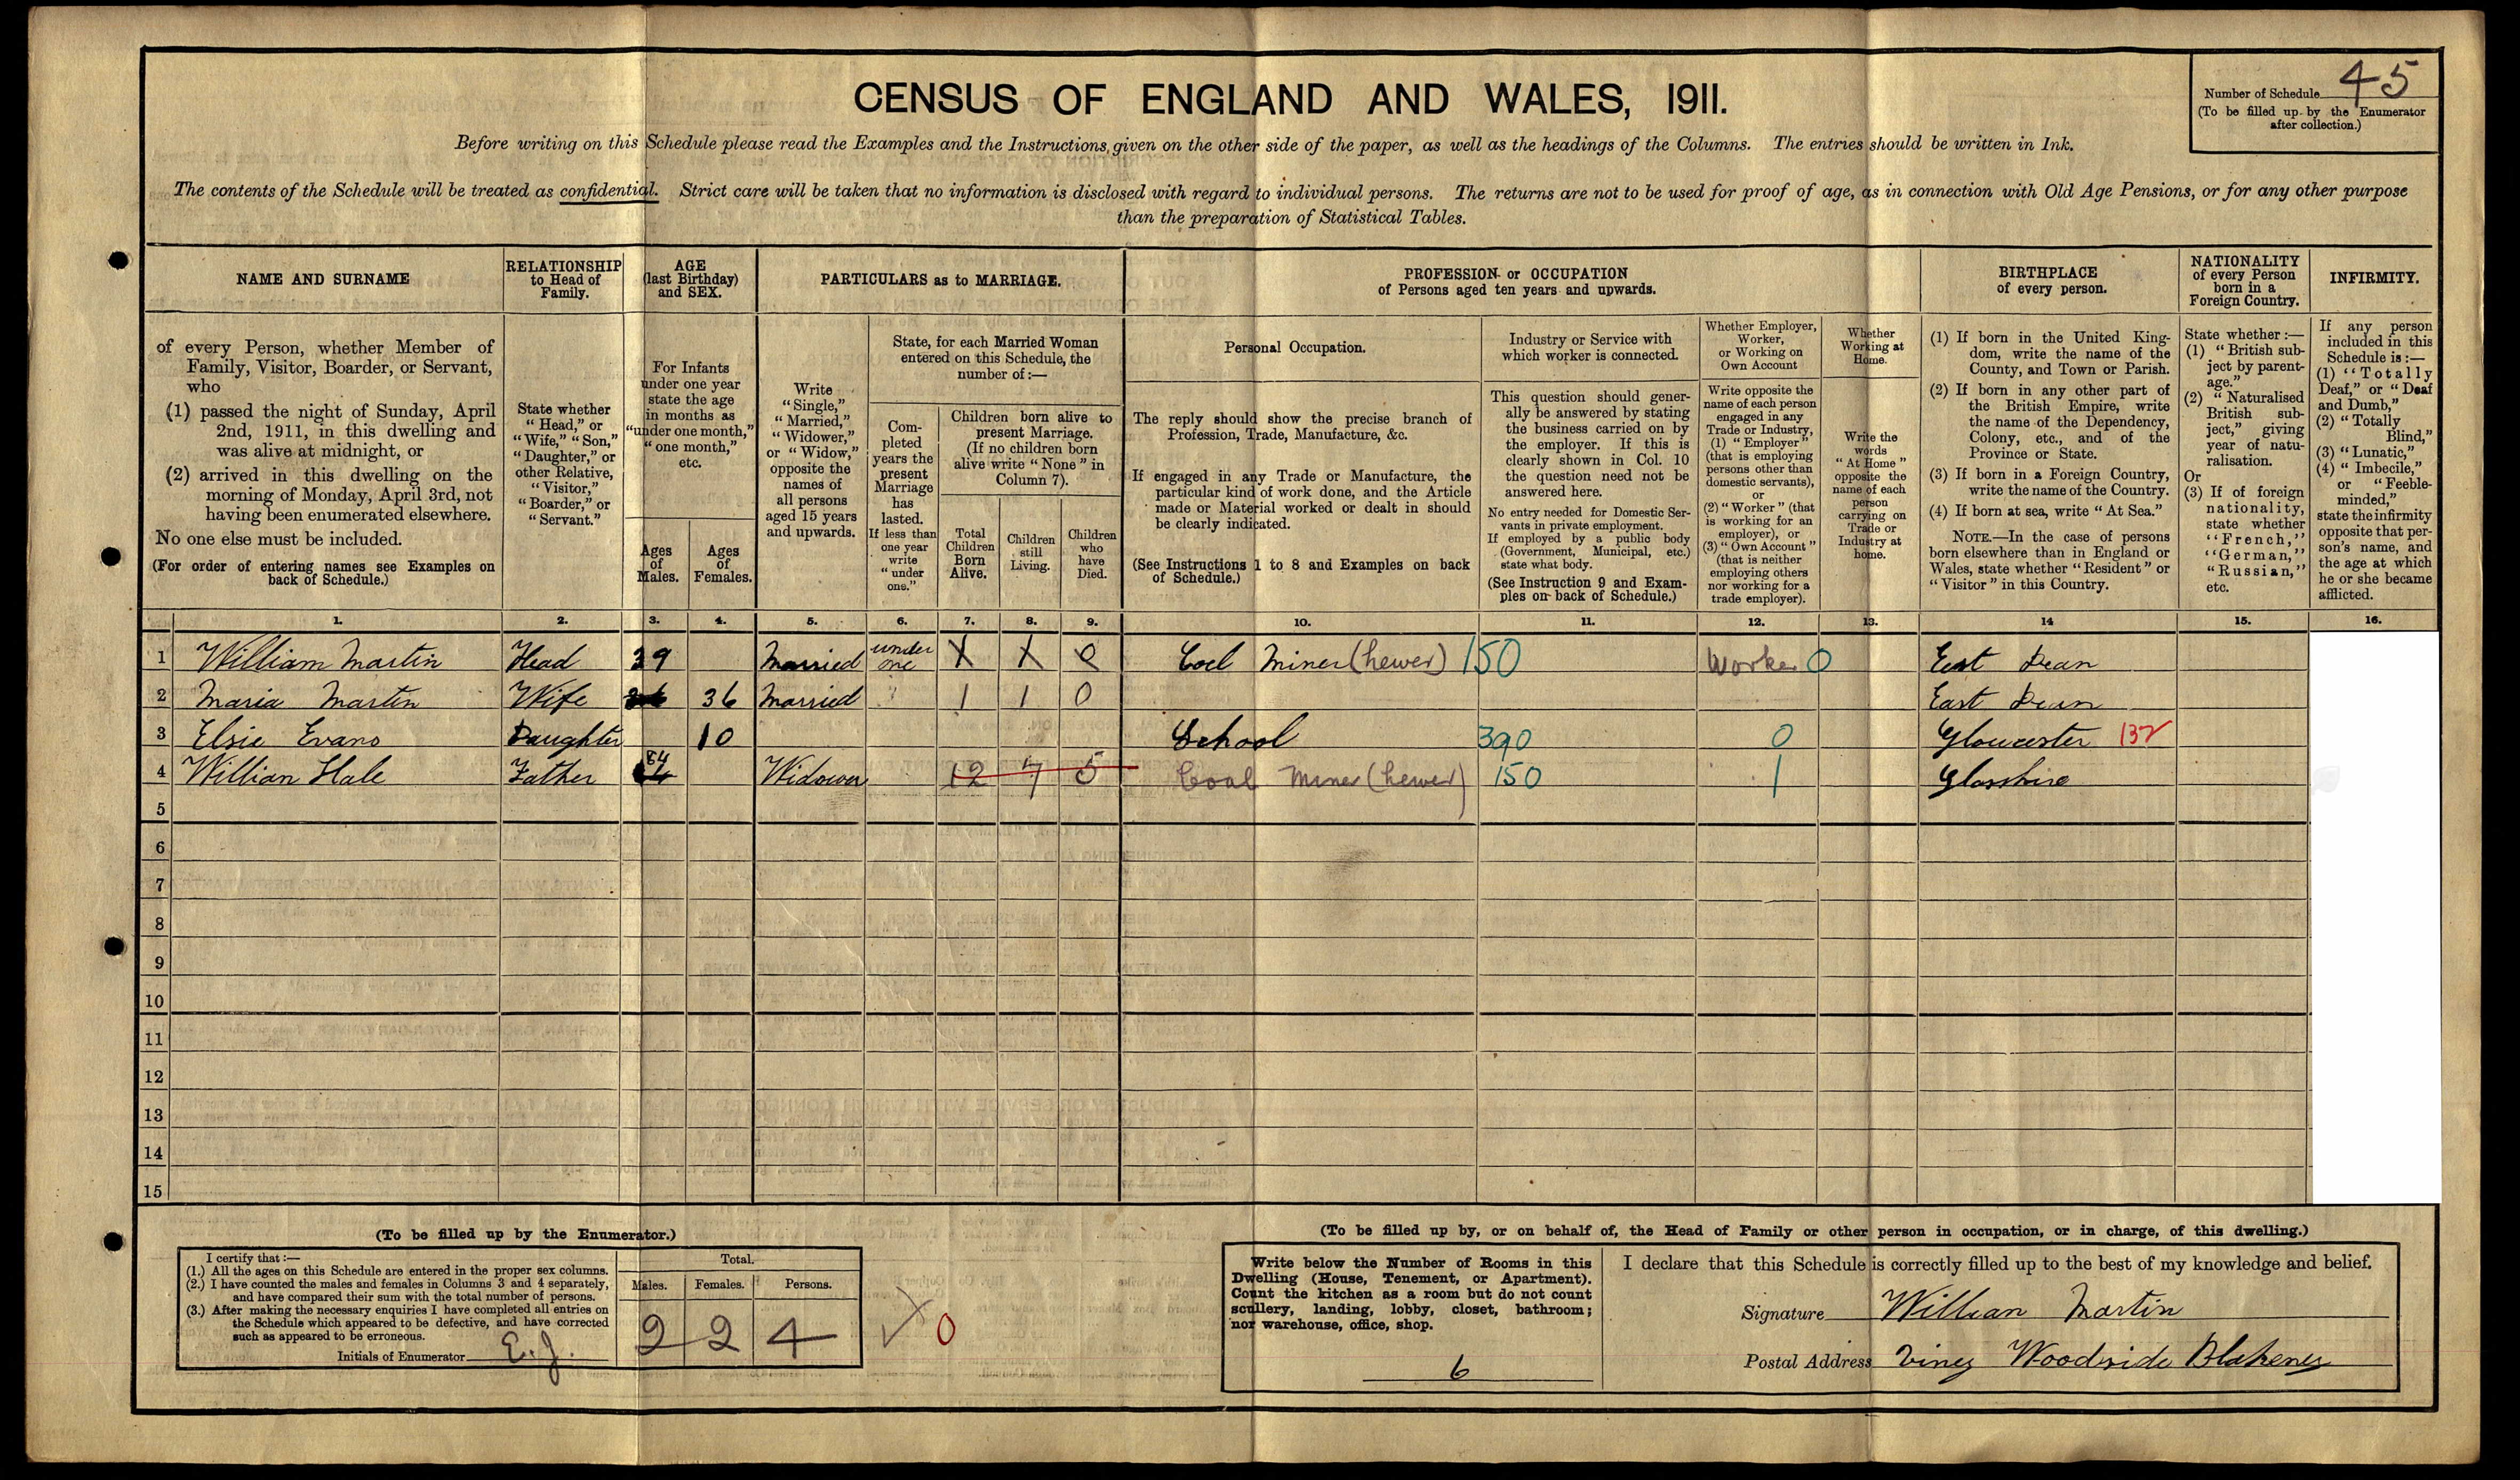 CENSUS OF ENGLAND AND WALES, 1911.
Number of Schedule 45
(To be filled up by the Enumerator
after collection.)
Before writing on this Schedule please read the Examples and the Instructions given on the other side of the paper, as well as the headings of the Columns. The entries should be written in Ink.
The contents of the Schedule will be treated as confidential. Strict care will be taken that no information is disclosed with regard to individual persons. The returns are not to be used for proof of age, as in connection with Old Age Pensions, or for any other purpose
than the preparation of Statistical Tables.
NAME AND SURNAME
of every Person, whether Member of
Family, Visitor, Boarder, or Servant,
who
(1) passed the night of Sunday, April
2nd, 1911, in this dwelling and
was alive at midnight, or
(2) arrived in this dwelling on the
morning of Monday, April 3rd, not
having been enumerated elsewhere.
No one else must be included.
(For order of entering names see Examples on
back of Schedule.)
RELATIONSHIP
to Head of
Family.
State whether
"Head," or
"Wife," "Son,"
"Daughter," or
other Relative,
"Visitor,"
"Boarder," or
"Servant."
AGE
(last Birthday)
and SEX.
For Infants
under one year
state the age
in months as
"under one month,"
"one month,"
etc.
Ages
of
Males.
Ages
of
Females.
PARTICULARS as to MARRIAGE.
Write
"Single,"
"Married,"
"Widower,"
or "Widow,"
opposite the
names of
all persons
aged 15 years
and upwards.
State, for each Married Woman
entered on this Schedule, the
number of:—
Com-
pleted
years the
present
Marriage
has
lasted.
If less than
one year
write
"under
one."
Children born alive to
present Marriage.
(If no children born
alive write "None" in
Column 7).
Total
Children
Born
Alive.
Children
still
Living.
Children
who
have
Died.
PROFESSION or OCCUPATION
of Persons aged ten years and upwards.
Personal Occupation.
The reply should show the precise branch of
Profession, Trade, Manufacture, &c.
If engaged in any Trade or Manufacture, the
particular kind of work done, and the Article
made or Material worked or dealt in should
be clearly indicated.
(See Instructions 1 to 8 and Examples on back
of Schedule.)
Industry or Service with
which worker is connected.
This question should gener-
ally be answered by stating
the business carried on by
the employer. If this is
clearly shown in Col. 10
the question need not be
answered here.
No entry needed for Domestic Ser-
vants in private employment.
If employed by a public body
(Government, Municipal, etc.)
state what body.
(See Instruction 9 and Exam-
ples on back of Schedule.)
Whether Employer,
Worker,
or Working on
Own Account
Write opposite the
name of each person
engaged in any
Trade or Industry,
(1) "Employer"
(that is employing
persons other than
domestic servants),
or
(2) "Worker" (that
is working for an
employer), or
(3) "Own Account"
(that is neither
employing others
nor working for a
trade employer).
Whether
Working at
Home.
Write the
words
"At Home"
opposite the
name of each
person
carrying on
Trade or
Industry at
home.
BIRTHPLACE
of every person.
(1) If born in the United King-
dom, write the name of the
County, and Town or Parish.
(2) If born in any other part of
the British Empire, write
the name of the Dependency,
Colony, etc., and of the
Province or State.
(3) If born in a Foreign Country,
write the name of the Country.
(4) If born at sea, write "At Sea."
NOTE.—In the case of persons
born elsewhere than in England or
Wales, state whether "Resident" or
"Visitor" in this Country.
NATIONALITY
of every Person
born in a
Foreign Country.
State whether:—
(1) "British sub-
ject by parent-
age."
(2) "Naturalised
British sub-
ject," giving
year of natu-
ralisation.
Or
(3) If of foreign
nationality,
state whether
"French,"
"German,"
"Russian,"
etc.
INFIRMITY.
If any person
included in this
Schedule is:—
(1) "Totally
Deaf," or "Deaf
and Dumb,"
(2) "Totally
Blind,"
(3) "Lunatic,"
(4) "Imbecile,"
or "Feeble-
minded,"
state the infirmity
opposite that per-
son's name, and
the age at which
he or she became
afflicted.
1. 2. 3. 4. 5. 6. 7. 8. 9. 10. 11. 12. 13. 14 15. 16.
1 William Martin Head 39 Married under one X X 0 Coel Miner (hewer) 150 Worker 0 East Dean
2 Maria Martin Wife 36 Married 1 1 0 East Dean
3 Elsie Evans Daughter 10 School 390 0 Gloucester 132
4 Willian Hale Father 84 Widower 12 7 5 Coal Miner (hewer) 150 1 Glosshire
5
6
7
8
9
10
11
12
13
14
15
(To be filled up by the Enumerator.)
I certify that:—
(1.) All the ages on this Schedule are entered in the proper sex columns.
(2.) I have counted the males and females in Columns 3 and 4 separately,
and have compared their sum with the total number of persons.
(3.) After making the necessary enquiries I have completed all entries on
the Schedule which appeared to be defective, and have corrected
such as appeared to be erroneous.
Initials of Enumerator E.J.
Total.
Males. Females. Persons.
2 2 4
0
(To be filled up by, or on behalf of, the Head of Family or other person in occupation, or in charge, of this dwelling.)
Write below the Number of Rooms in this
Dwelling (House, Tenement, or Apartment).
Count the kitchen as a room but do not count
scullery, landing, lobby, closet, bathroom;
nor warehouse, office, shop.
6
I declare that this Schedule is correctly filled up to the best of my knowledge and belief.
Signature Willian Martin
Postal Address Viney Woodside Blakeney